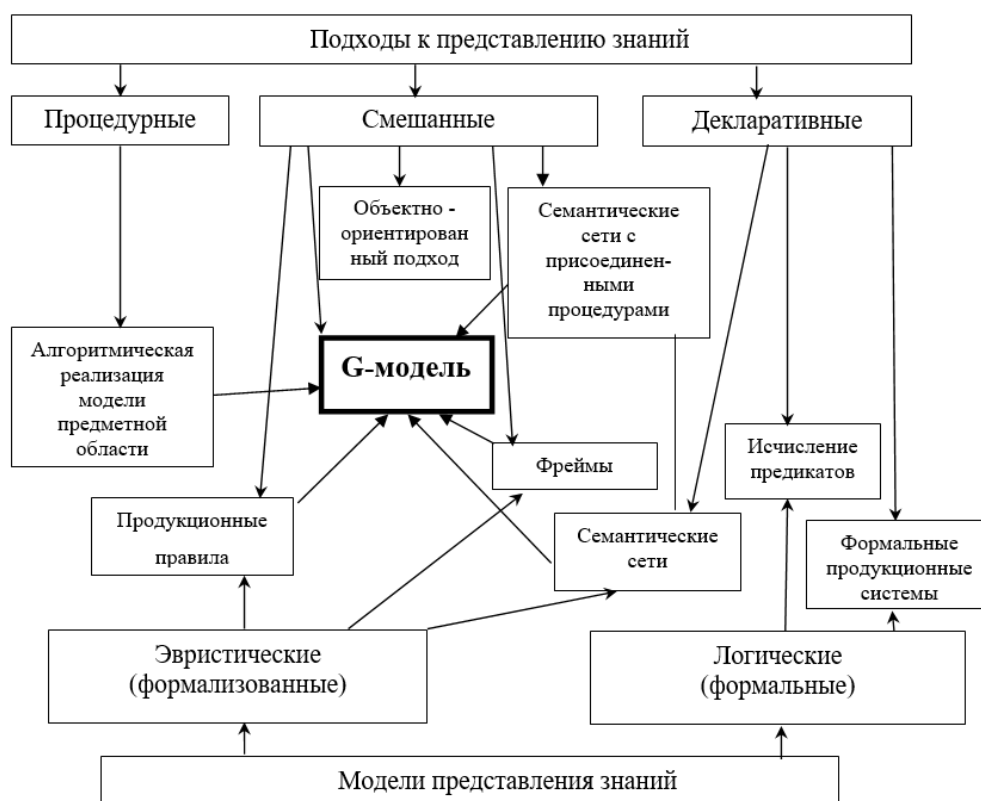 Подходы к представлению знаний
Процедурные
Смешанные
Декларативные
Объектно -
ориентирован
ный подход
Семантические
сети с
присоединен-
ными
процедурами
Алгоритмическая
реализация
модели
предметной
области
G-модель
Исчисление
предикатов
Фреймы
Продукционные
правила
Семантические
сети
Формальные
продукционные
системы
Эвристические
(формализованные)
Логические
(формальные)
Модели представления знаний